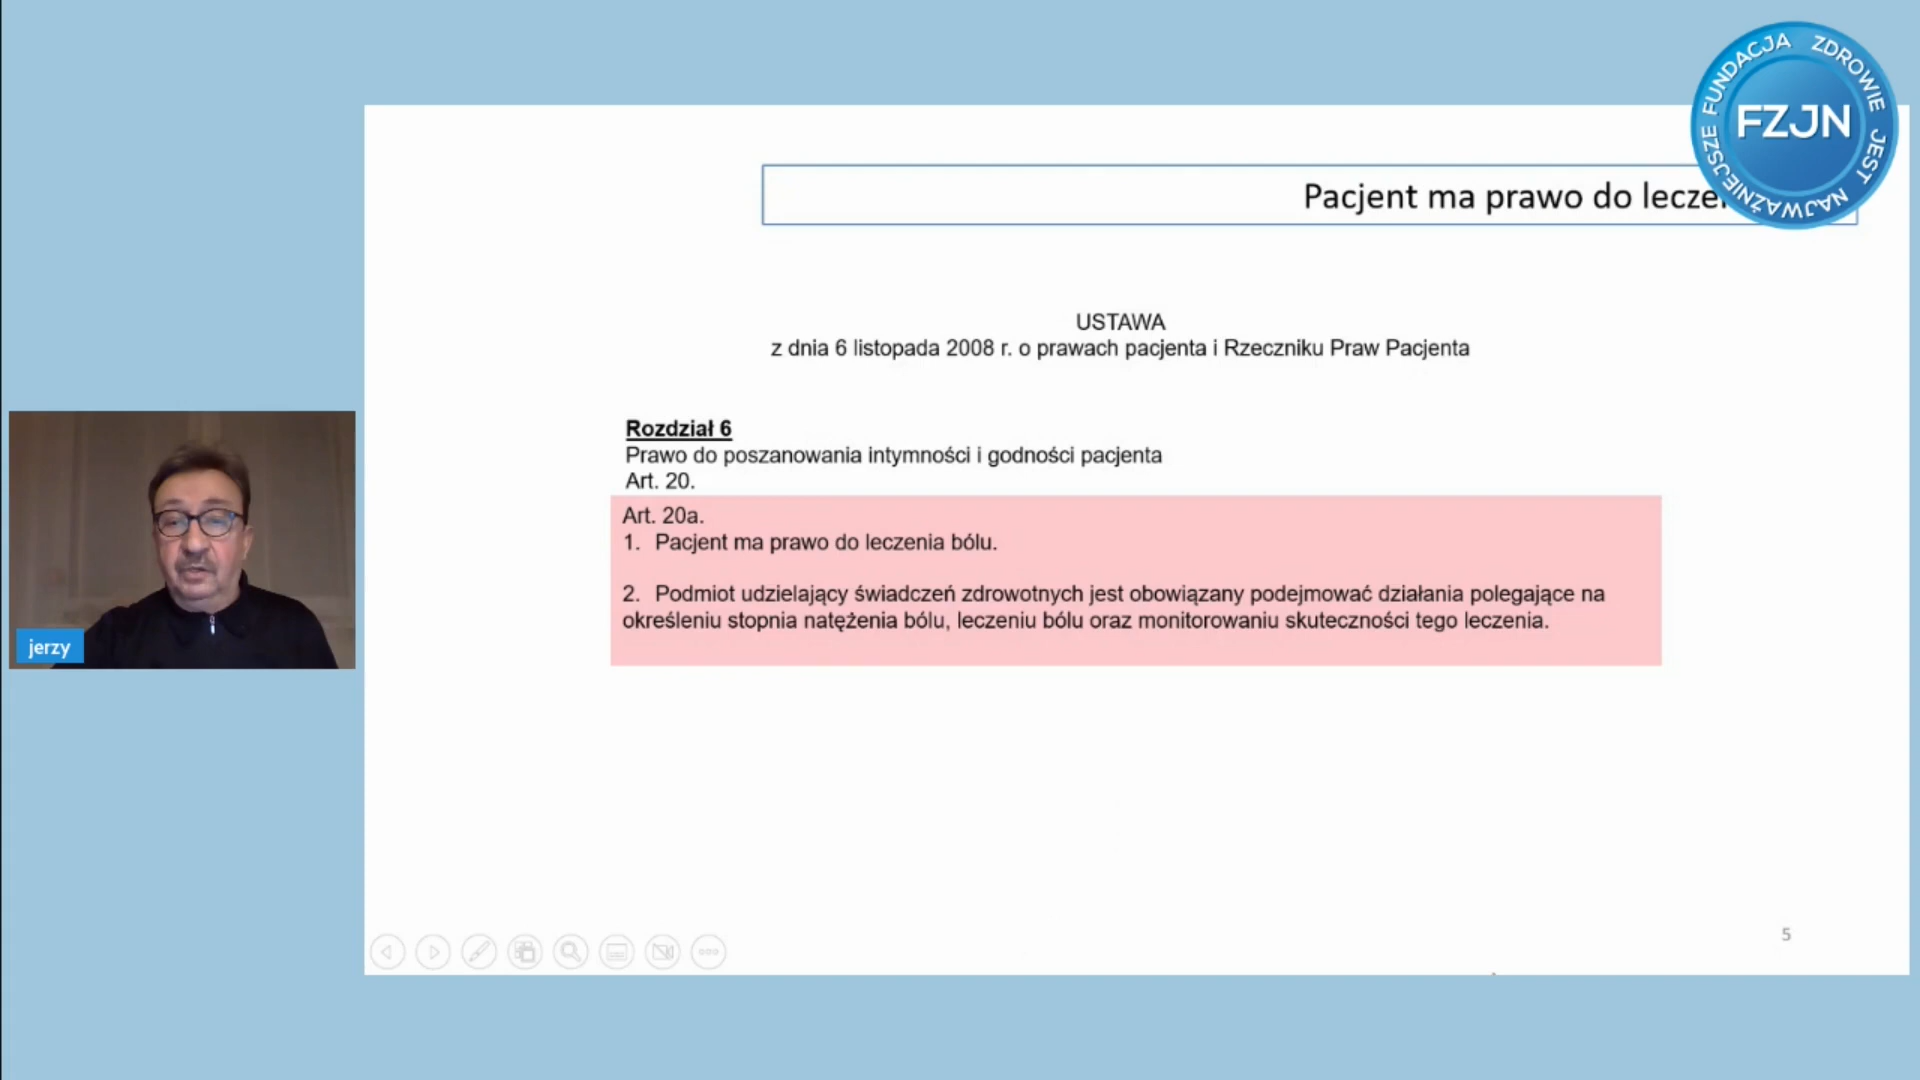 FUNDACJA ZDROWIE JEST NAJWAŻNIEJSZE
FZJN
Pacjent ma prawo do
USTAWA
z dnia 6 listopada 2008 r. o prawach pacjenta i Rzeczniku Praw Pacjenta
Rozdział 6
Prawo do poszanowania intymności i godności pacjenta
Art. 20.
Art. 20a.
1. Pacjent ma prawo do leczenia bólu.
2. Podmiot udzielający świadczeń zdrowotnych jest obowiązany podejmować działania polegające na
określeniu stopnia natężenia bólu, leczeniu bólu oraz monitorowaniu skuteczności tego leczenia.
jerzy
5